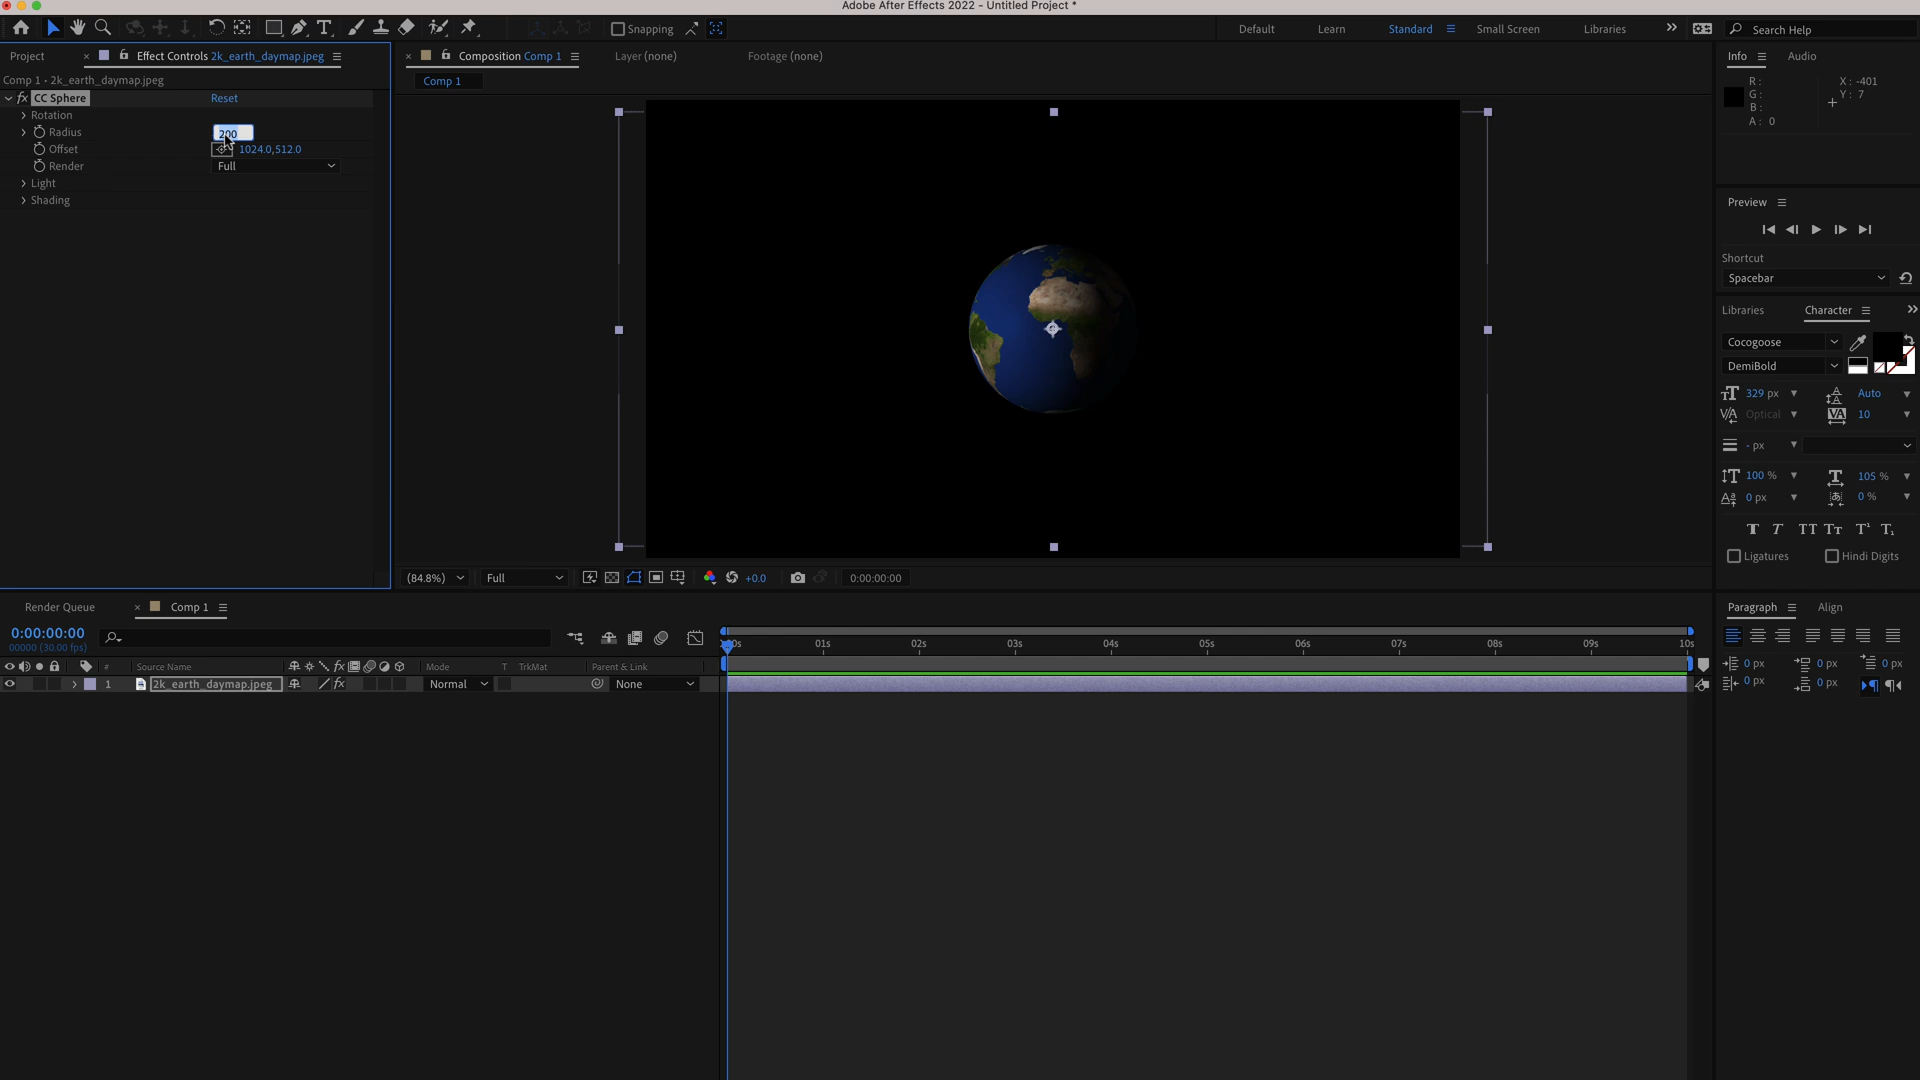 Adobe After Effects 2022 - Untitled Project *
Snapping
Default
Learn
Standard
Small Screen
Libraries
Search Help
Project
Effect Controls 2k_earth_daymap.jpeg
Comp 1 • 2k_earth_daymap.jpeg
fx CC Sphere
Reset
Rotation
Radius
200
Offset
1024.0,512.0
Render
Full
Light
Shading
Composition Comp 1
Layer (none)
Footage (none)
Comp 1
(84.8%)
Full
+0.0
0:00:00:00
Info
Audio
R :
G :
B :
A : 0
X : -401
Y : 7
Preview
Shortcut
Spacebar
Libraries
Character
Cocogoose
DemiBold
329 px
Auto
Optical
10
- px
100 %
105 %
0 px
0 %
Ligatures
Hindi Digits
Render Queue
Comp 1
0:00:00:00
00000 (30.00 fps)
01s
02s
03s
04s
05s
06s
07s
08s
09s
10s
#
Source Name
Mode
T
TrkMat
Parent & Link
1
2k_earth_daymap.jpeg
fx
Normal
None
Paragraph
Align
0 px
0 px
0 px
0 px
0 px